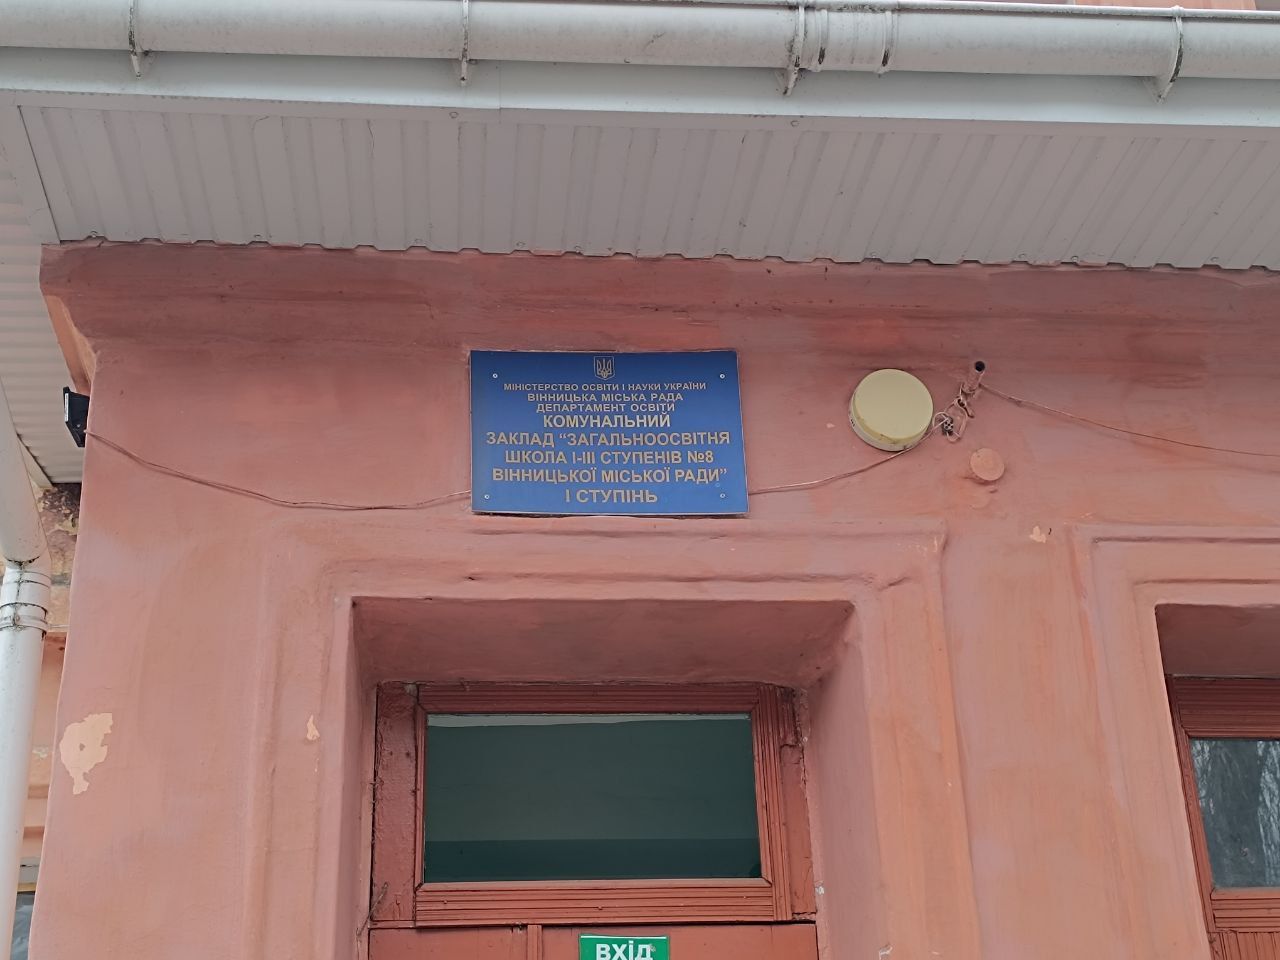 МІНІСТЕРСТВО ОСВІТИ І НАУКИ УКРАЇНИ
ВІННИЦЬКА МІСЬКА РАДА
ДЕПАРТАМЕНТ ОСВІТИ
КОМУНАЛЬНИЙ
ЗАКЛАД “ЗАГАЛЬНООСВІТНЯ
ШКОЛА І-ІІІ СТУПЕНІВ №8
ВІННИЦЬКОЇ МІСЬКОЇ РАДИ”
І СТУПІНЬ
ВХІД